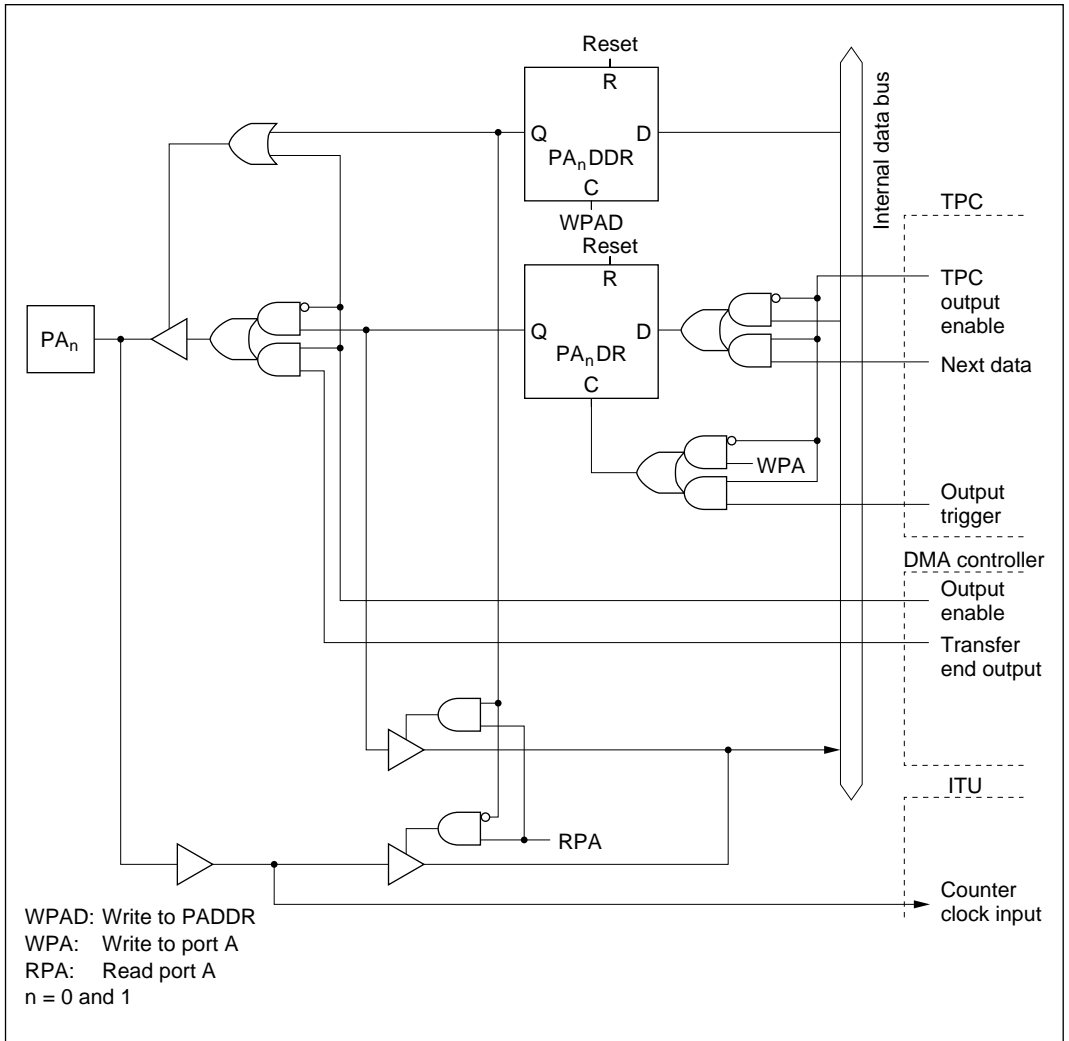 Reset
R
Q
D
PAnDDR
C
WPAD
Internal data bus
Reset
R
Q
D
PAnDR
C
PAn
WPA
TPC
TPC
output
enable
Next data
Output
trigger
DMA controller
Output
enable
Transfer
end output
RPA
ITU
Counter
clock input
WPAD: Write to PADDR
WPA: Write to port A
RPA: Read port A
n = 0 and 1